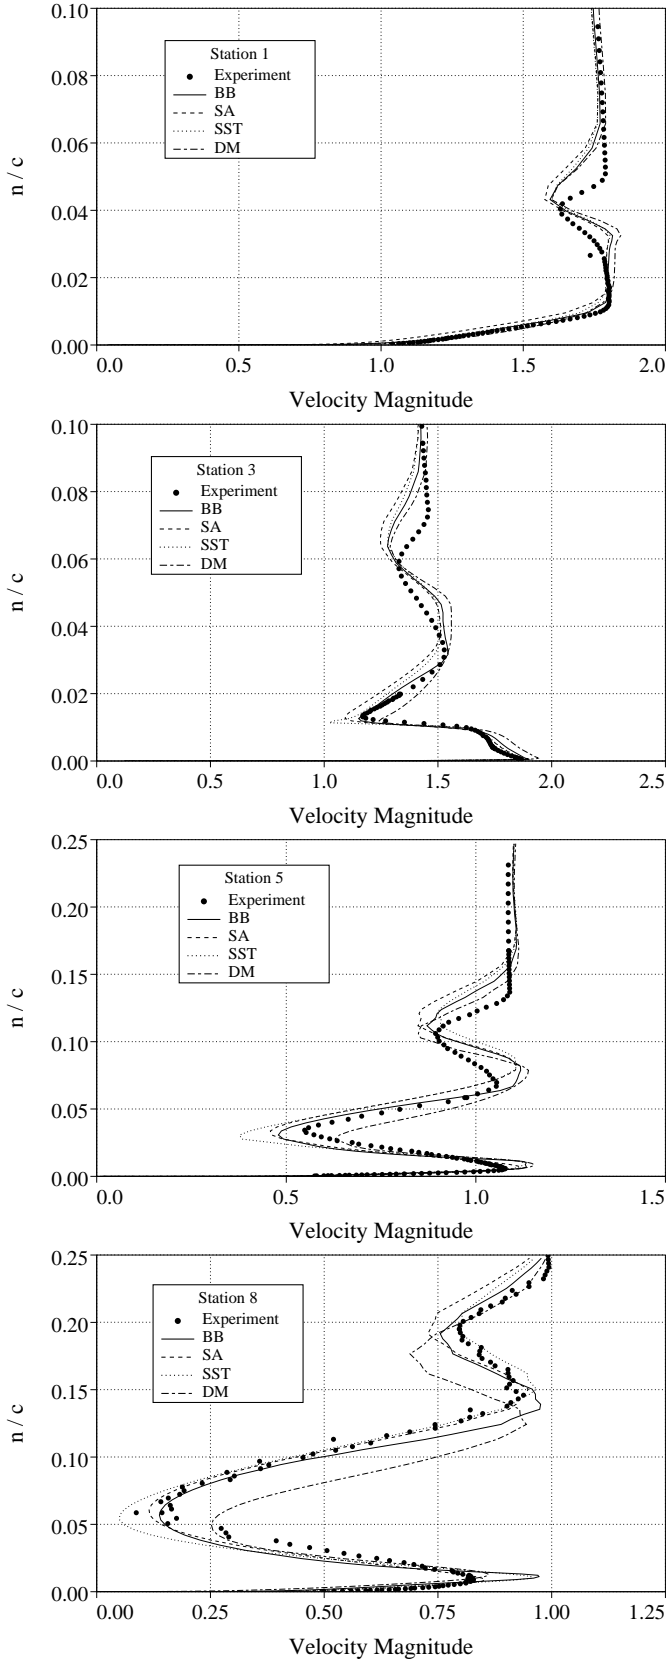 0.10
0.08
0.06
0.04
0.02
0.00
n / c
Station 1
Experiment
BB
SA
SST
DM
0.0
0.5
1.0
1.5
2.0
Velocity Magnitude
0.10
0.08
0.06
0.04
0.02
0.00
n / c
Station 3
Experiment
BB
SA
SST
DM
0.0
0.5
1.0
1.5
2.0
2.5
Velocity Magnitude
0.25
0.20
0.15
0.10
0.05
0.00
n / c
Station 5
Experiment
BB
SA
SST
DM
0.0
0.5
1.0
1.5
Velocity Magnitude
0.25
0.20
0.15
0.10
0.05
0.00
n / c
Station 8
Experiment
BB
SA
SST
DM
0.00
0.25
0.50
0.75
1.00
1.25
Velocity Magnitude